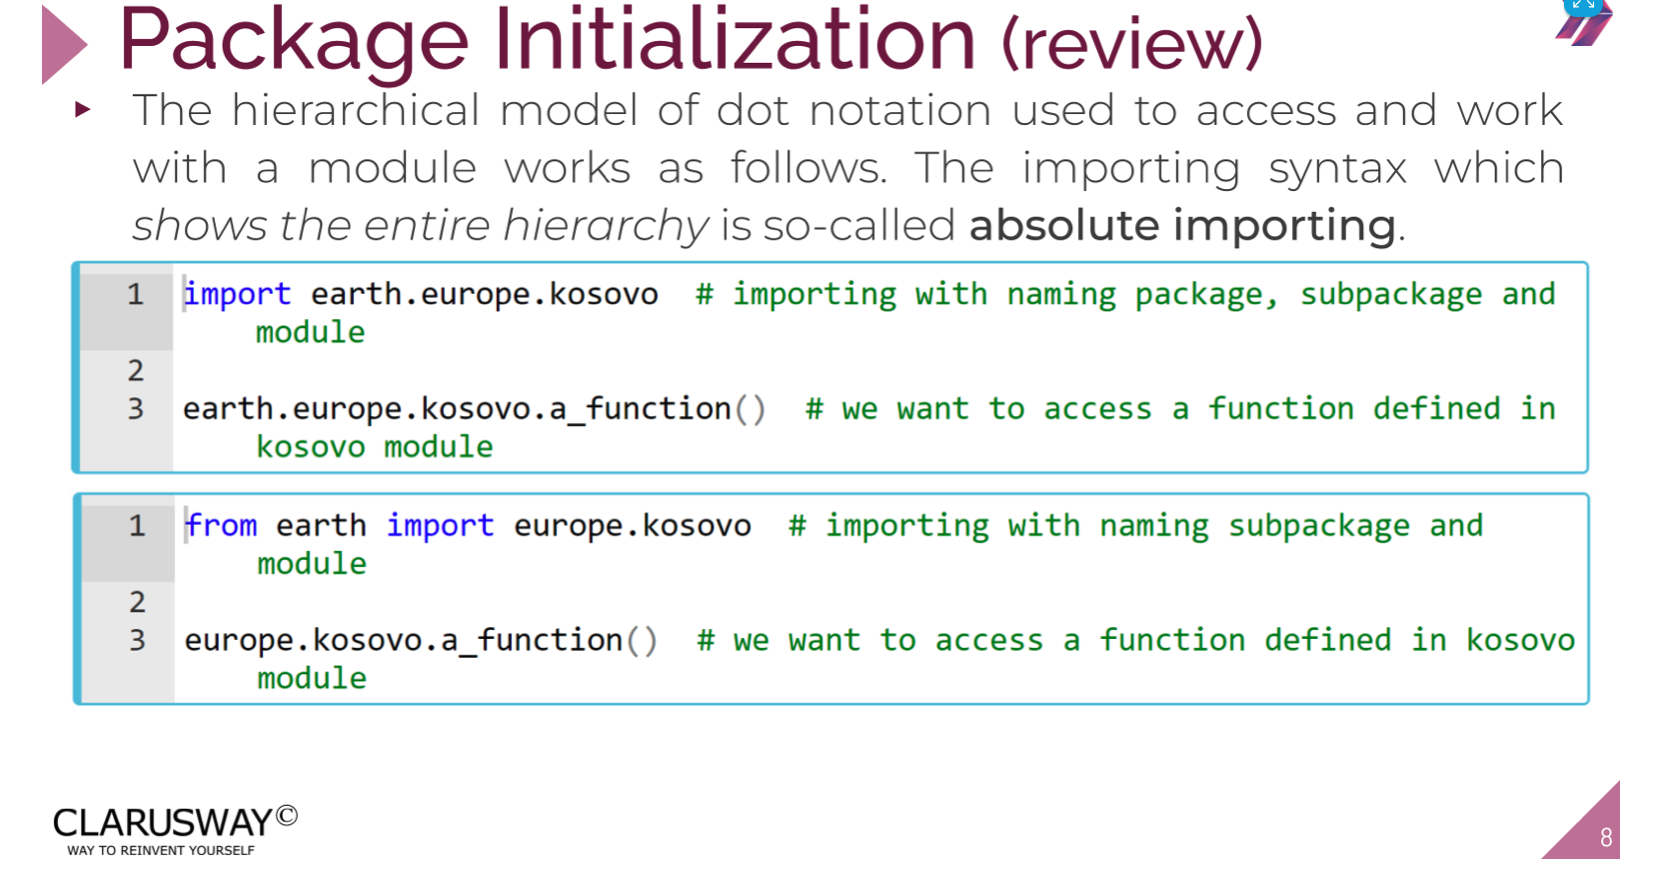 Package Initialization (review)
The hierarchical model of dot notation used to access and work
with a module works as follows. The importing syntax which
shows the entire hierarchy is so-called absolute importing.
1 import earth.europe.kosovo # importing with naming package, subpackage and
module
2
3 earth.europe.kosovo.a_function() # we want to access a function defined in
kosovo module
1 from earth import europe.kosovo # importing with naming subpackage and
module
2
3 europe.kosovo.a_function() # we want to access a function defined in kosovo
module
CLARUSWAY©
WAY TO REINVENT YOURSELF
8